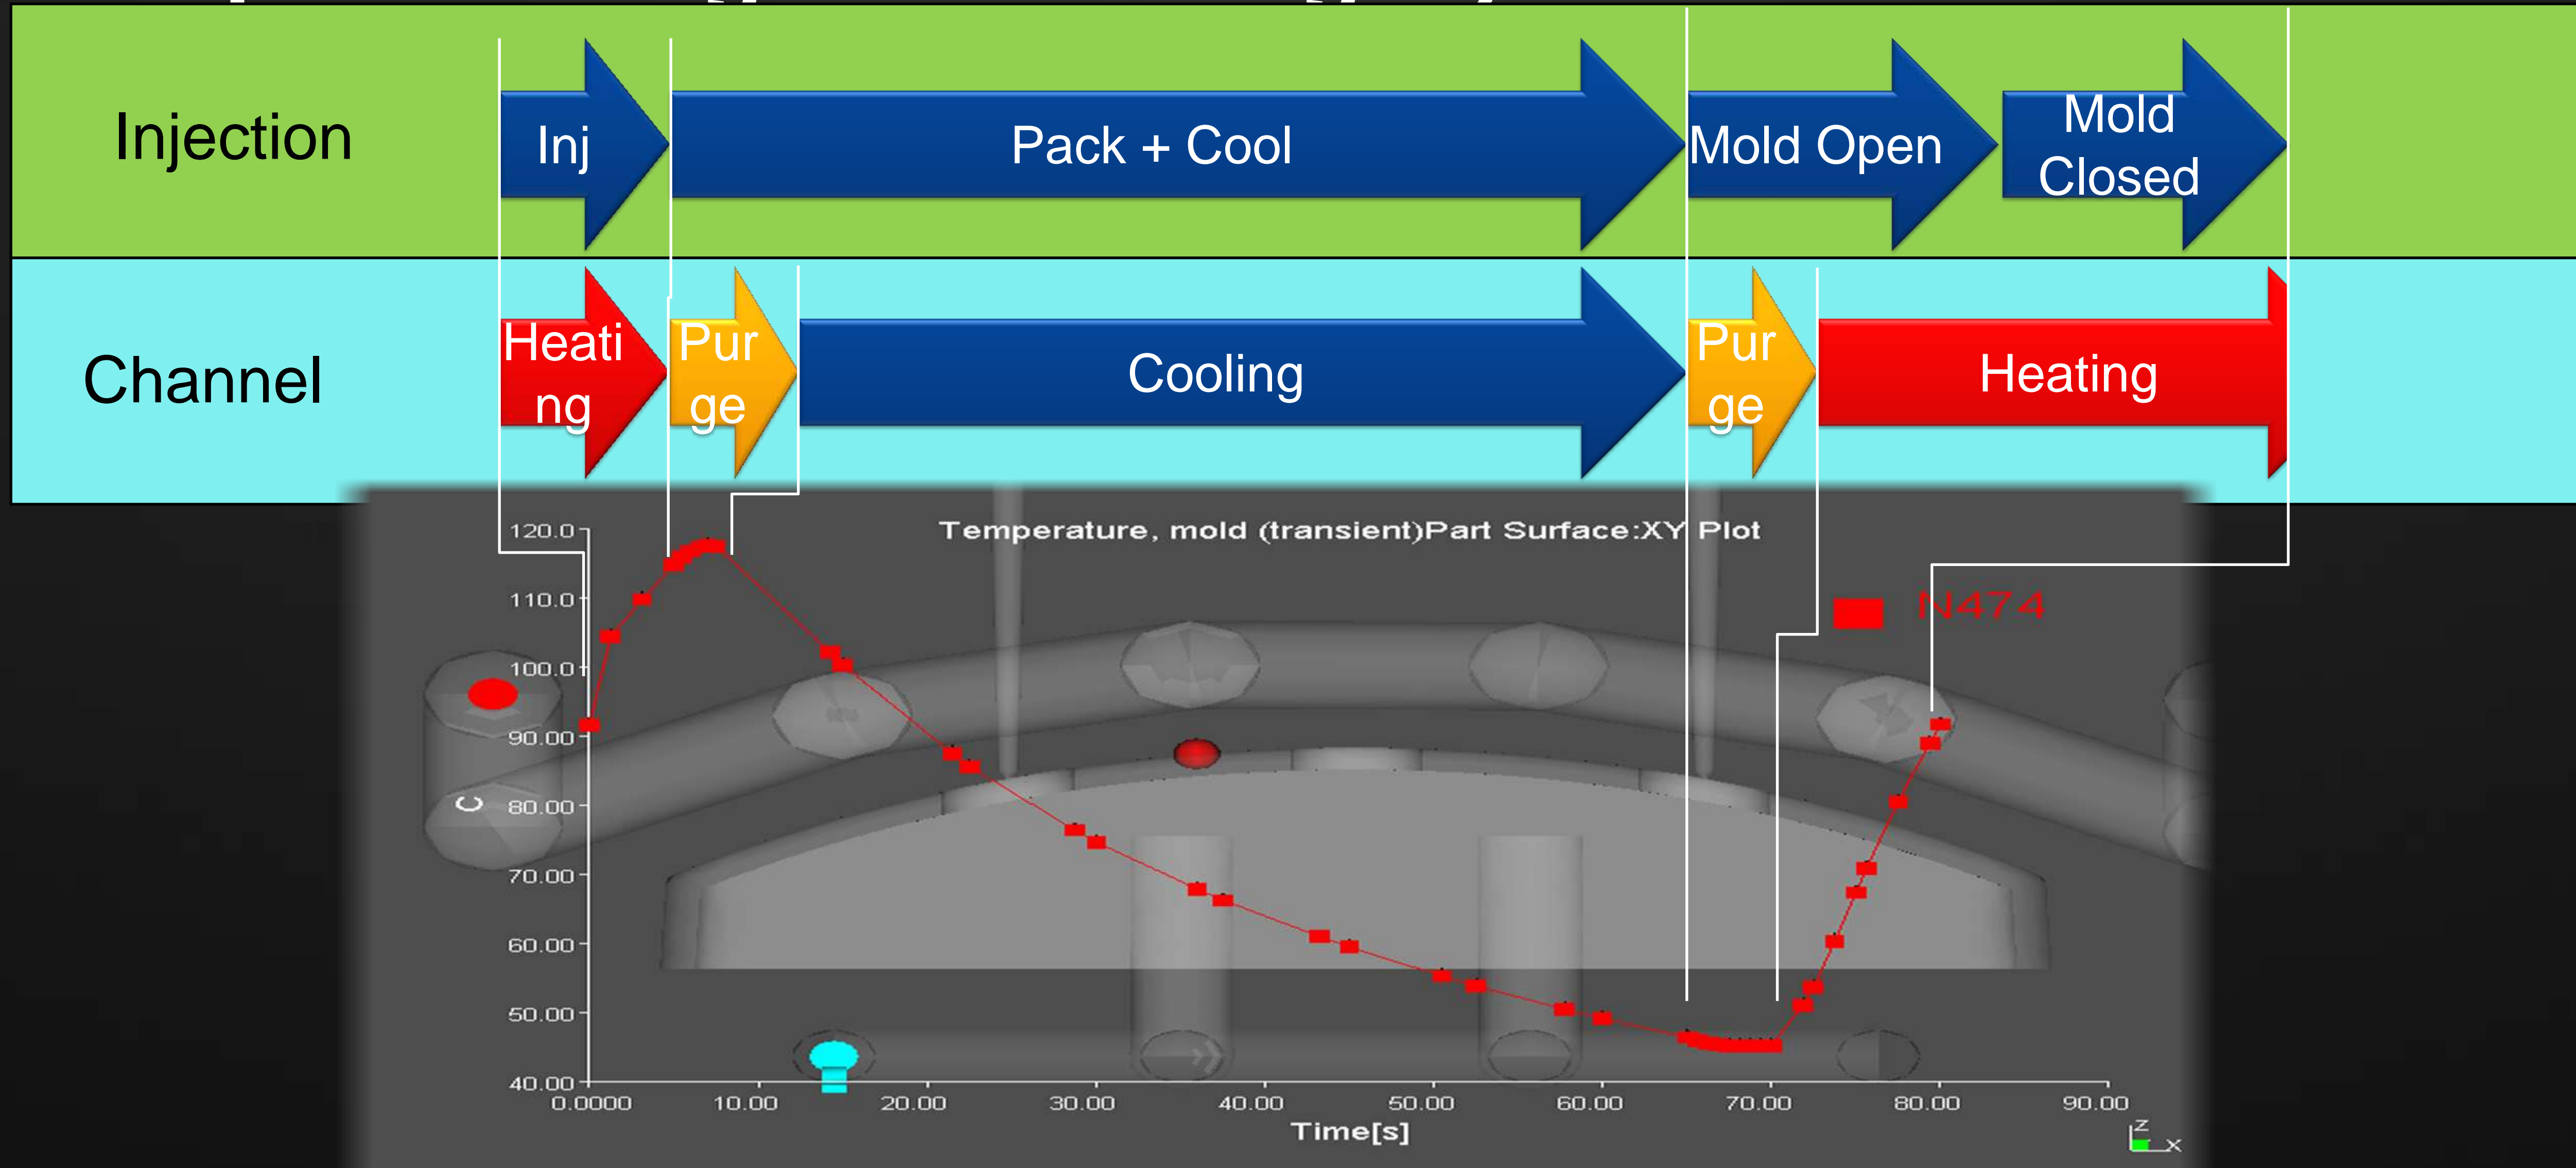 Injection
Inj
Pack + Cool
Mold Open
Mold
Closed
Channel
Heati
ng
Pur
ge
Cooling
Pur
ge
Heating
Temperature, mold (transient)Part Surface:XY Plot
N474
120.0
110.0
100.0
90.00
80.00
70.00
60.00
50.00
40.00
C
0.0000 10.00 20.00 30.00 40.00 50.00 60.00 70.00 80.00 90.00
Time[s]
Z
X